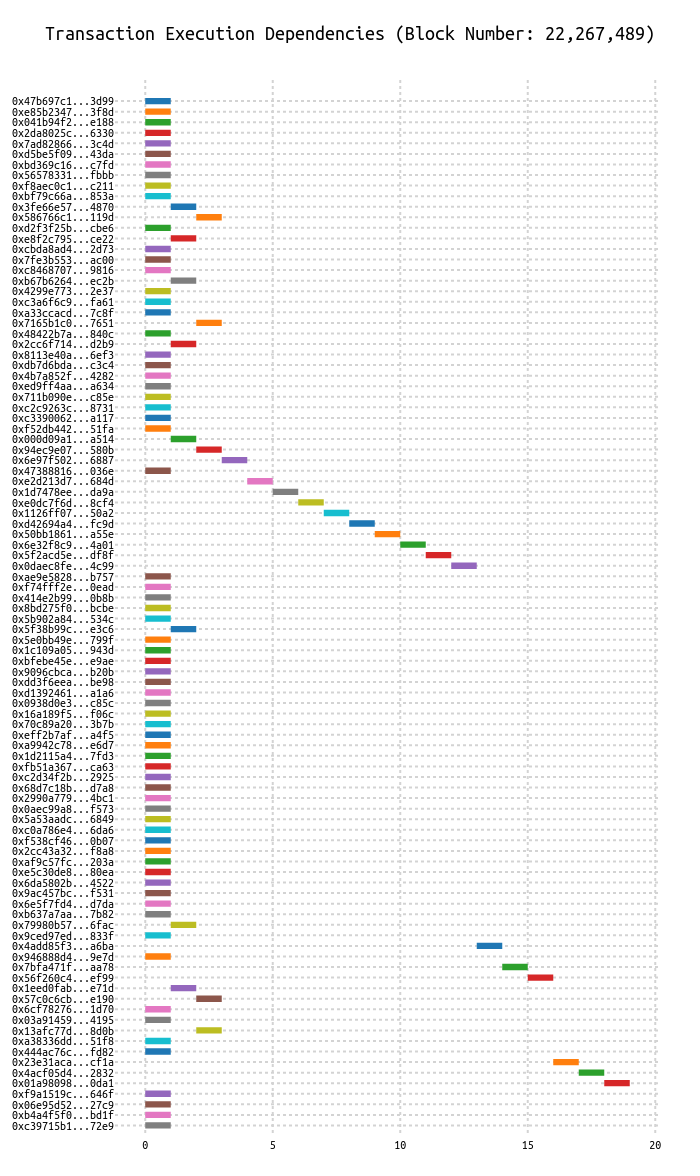 Transaction Execution Dependencies (Block Number: 22,267,489)
0x47b697c1...3d99
0xe85b2347...3f8d
0x041b94f2...e188
0x2da8025c...6330
0x7ad82866...3c4d
0xd5be5f09...43da
0xbd369c16...c7fd
0x56578331...fbbb
0xf8aec0c1...c211
0xbf79c66a...853a
0x3fe66e57...4870
0x586766c1...119d
0xd2f3f25b...cbe6
0xe8f2c795...ce22
0xcbda8ad4...2d73
0x7fe3b553...ac00
0xc8468707...9816
0xb67b6264...ec2b
0x4299e773...2e37
0xc3a6f6c9...fa61
0xa33ccacd...7c8f
0x7165b1c0...7651
0x48422b7a...840c
0x2cc6f714...d2b9
0x8113e40a...6ef3
0xdb7d6bda...c3c4
0x4b7a852f...4282
0xed9ff4aa...a634
0x711b090e...c85e
0xc2c9263c...8731
0xc3390062...a117
0xf52db442...51fa
0x000d09a1...a514
0x94ec9e07...580b
0x6e97f502...6887
0x47388816...036e
0xe2d213d7...684d
0x1d7478ee...da9a
0xe0dc7f6d...8cf4
0x1126ff07...50a2
0xd42694a4...fc9d
0x50bb1861...a55e
0x6e32f8c9...4a01
0x5f2acd5e...df8f
0x0daec8fe...4c99
0xae9e5828...b757
0xf74fff2e...0ead
0x414e2b99...0b8b
0x8bd275f0...bcbe
0x5b902a84...534c
0x5f38b99c...e3c6
0x5e0bb49e...799f
0x1c109a05...943d
0xbfebe45e...e9ae
0x9096cbca...b20b
0xdd3f6eea...be98
0xd1392461...a1a6
0x0938d0e3...c85c
0x16a189f5...f06c
0x70c89a20...3b7b
0xeff2b7af...a4f5
0xa9942c78...e6d7
0x1d2115a4...7fd3
0xfb51a367...ca63
0xc2d34f2b...2925
0x68d7c18b...d7a8
0x2990a779...4bc1
0x0aec99a8...f573
0x5a53aadc...6849
0xc0a786e4...6da6
0xf538cf46...0b07
0x2cc43a32...f8a8
0xaf9c57fc...203a
0xe5c30de8...80ea
0x6da5802b...4522
0x9ac457bc...f531
0x6e5f7fd4...d7da
0xb637a7aa...7b82
0x79980b57...6fac
0x9ced97ed...833f
0x4add85f3...a6ba
0x946888d4...9e7d
0x7bfa471f...aa78
0x56f260c4...ef99
0x1eed0fab...e71d
0x57c0c6cb...e190
0x6cf78276...1d70
0x03a91459...4195
0x13afc77d...8d0b
0xa38336dd...51f8
0x444ac76c...fd82
0x23e31aca...cf1a
0x4acf05d4...2832
0x01a98098...0da1
0xf9a1519c...646f
0x06e95d52...27c9
0xb4a4f5f0...bd1f
0xc39715b1...72e9
0 5 10 15 20